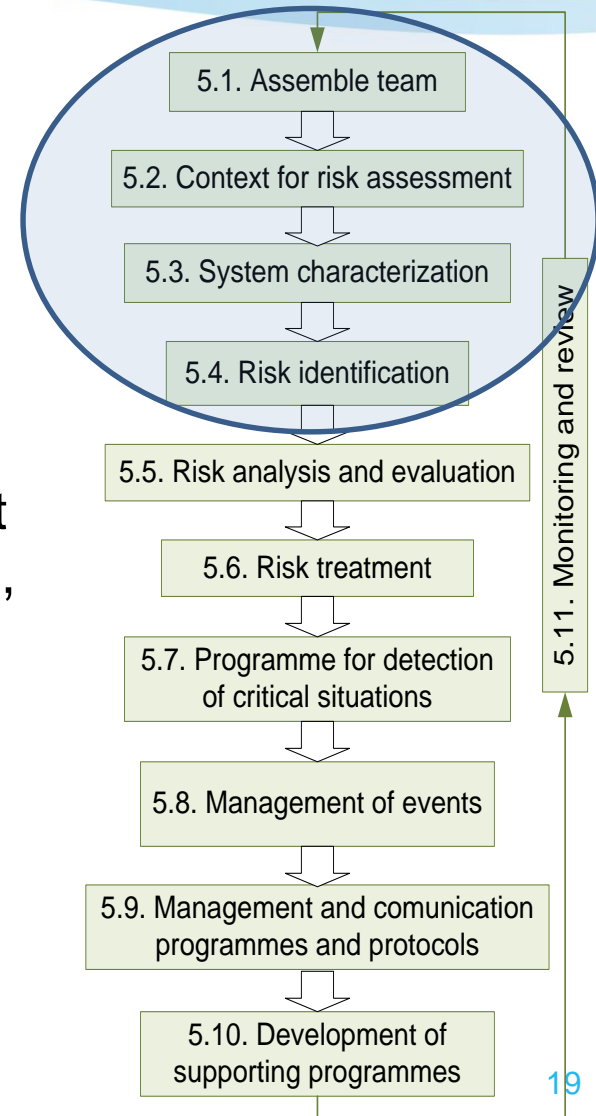 5.1. Assemble team
5.2. Context for risk assessment
5.3. System characterization
5.4. Risk identification
5.5. Risk analysis and evaluation
t
,
5.6. Risk treatment
5.7. Programme for detection
of critical situations
5.8. Management of events
5.9. Management and comunication
programmes and protocols
5.10. Development of
supporting programmes
5.11. Monitoring and review
19